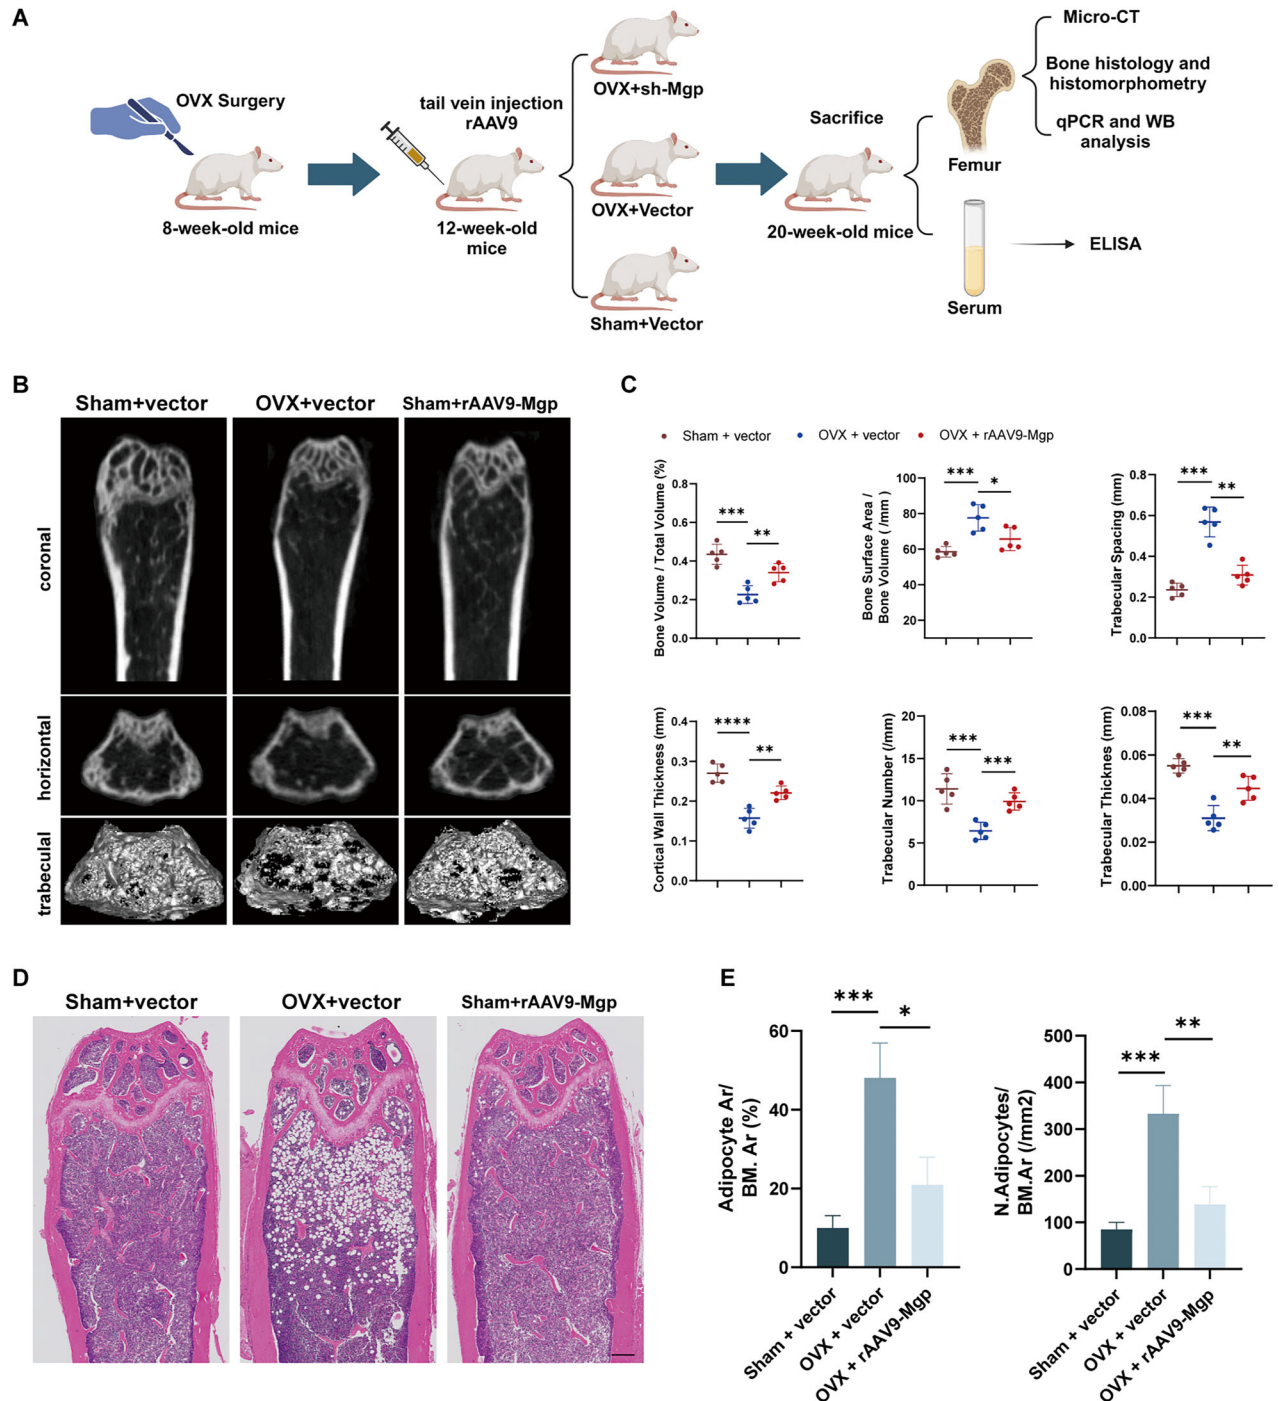 A
OVX Surgery
8-week-old mice
tail vein injection
rAAV9
12-week-old
mice
OVX+sh-Mgp
OVX+Vector
Sham+Vector
Sacrifice
20-week-old mice
Femur
Serum
Micro-CT
Bone histology and
histomorphometry
qPCR and WB
analysis
ELISA
B
Sham+vector OVX+vector Sham+rAAV9-Mgp
coronal
horizontal
trabecular
C
Sham + vector OVX + vector OVX + rAAV9-Mgp
Bone Volume / Total Volume (%)
0.8
0.6
0.4
0.2
0.0
*** **
Bone Surface Area /
Bone Volume ( /mm )
100
80
60
40
20
*** *
Trabecular Spacing (mm)
0.8
0.6
0.4
0.2
0.0
*** **
Cortical Wall Thickness (mm)
0.4
0.3
0.2
0.1
0.0
**** **
Trabecular Number (/mm)
20
15
10
5
0
*** ***
Trabecular Thicknes (mm)
0.08
0.06
0.04
0.02
0.00
*** **
D
Sham+vector OVX+vector Sham+rAAV9-Mgp
E
Adipocyte Ar/
BM. Ar (%)
60
40
20
0
*** *
Sham + vector
OVX + vector
OVX + rAAV9-Mgp
N.Adipocytes/
BM.Ar (/mm2)
500
400
300
200
100
0
*** **
Sham + vector
OVX + vector
OVX + rAAV9-Mgp